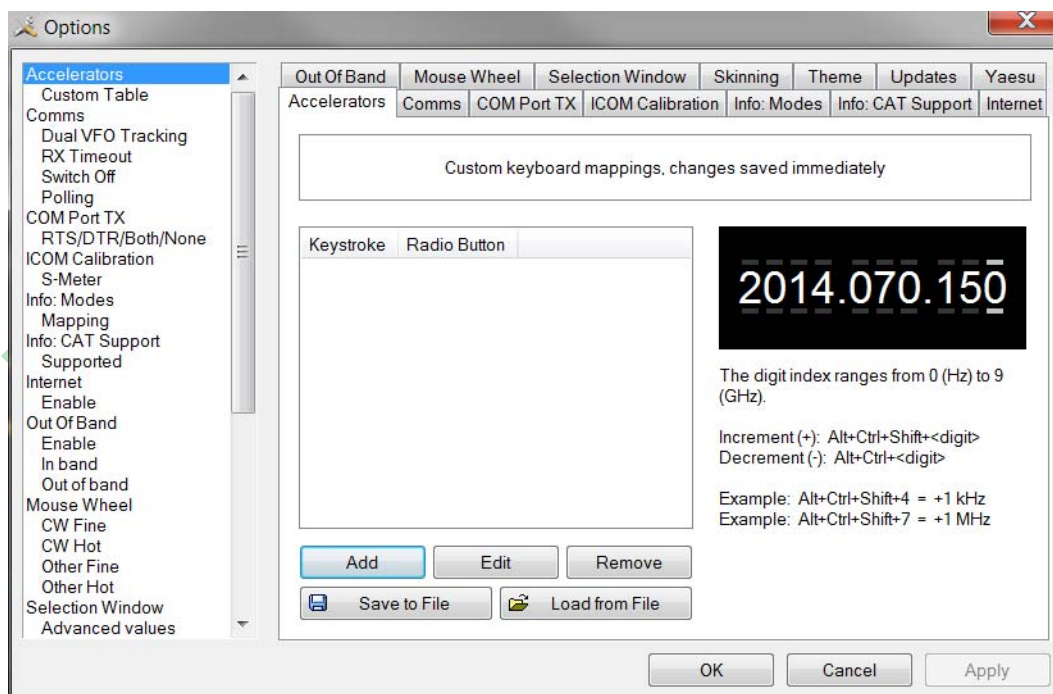 Options
X
Accelerators
Custom Table
Comms
Dual VFO Tracking
RX Timeout
Switch Off
Polling
COM Port TX
RTS/DTR/Both/None
ICOM Calibration
S-Meter
Info: Modes
Mapping
Info: CAT Support
Supported
Internet
Enable
Out Of Band
Enable
In band
Out of band
Mouse Wheel
CW Fine
CW Hot
Other Fine
Other Hot
Selection Window
Advanced values
Out Of Band Mouse Wheel Selection Window Skinning Theme Updates Yaesu
Accelerators Comms COM Port TX ICOM Calibration Info: Modes Info: CAT Support Internet
Custom keyboard mappings, changes saved immediately
Keystroke Radio Button
2014.070.150
The digit index ranges from 0 (Hz) to 9
(GHz).
Increment (+): Alt+Ctrl+Shift+<digit>
Decrement (-): Alt+Ctrl+<digit>
Example: Alt+Ctrl+Shift+4 = +1 kHz
Example: Alt+Ctrl+Shift+7 = +1 MHz
Add Edit Remove
Save to File Load from File
OK Cancel Apply